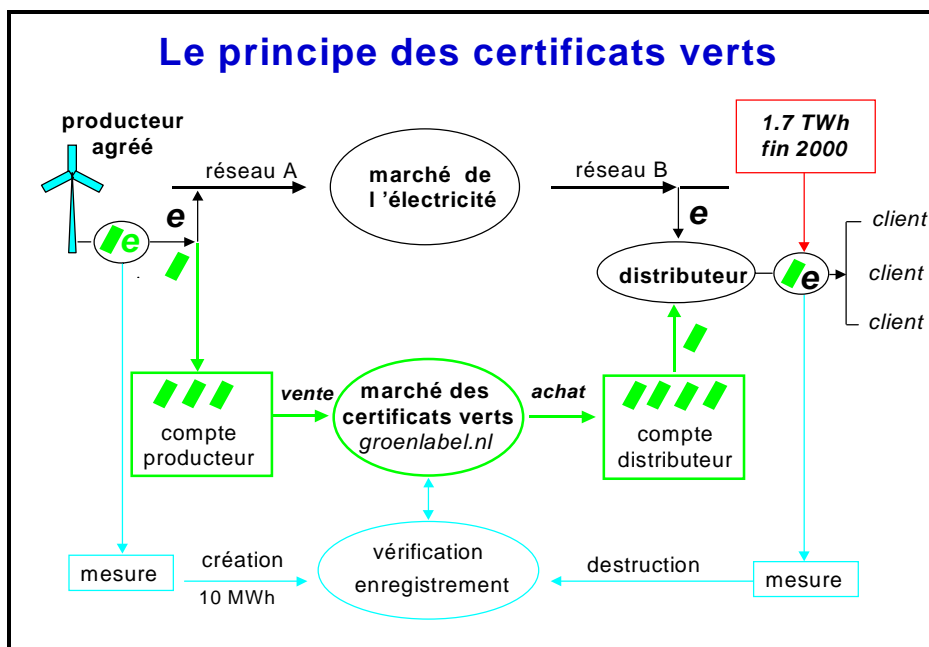 Le principe des certificats verts
producteur
agréé
réseau A
marché de
l 'électricité
réseau B
1.7 TWh
fin 2000
e
e
e
distributeur
e
client
client
client
compte
producteur
vente
marché des
certificats verts
groenlabel.nl
achat
compte
distributeur
mesure
création
10 MWh
vérification
enregistrement
destruction
mesure